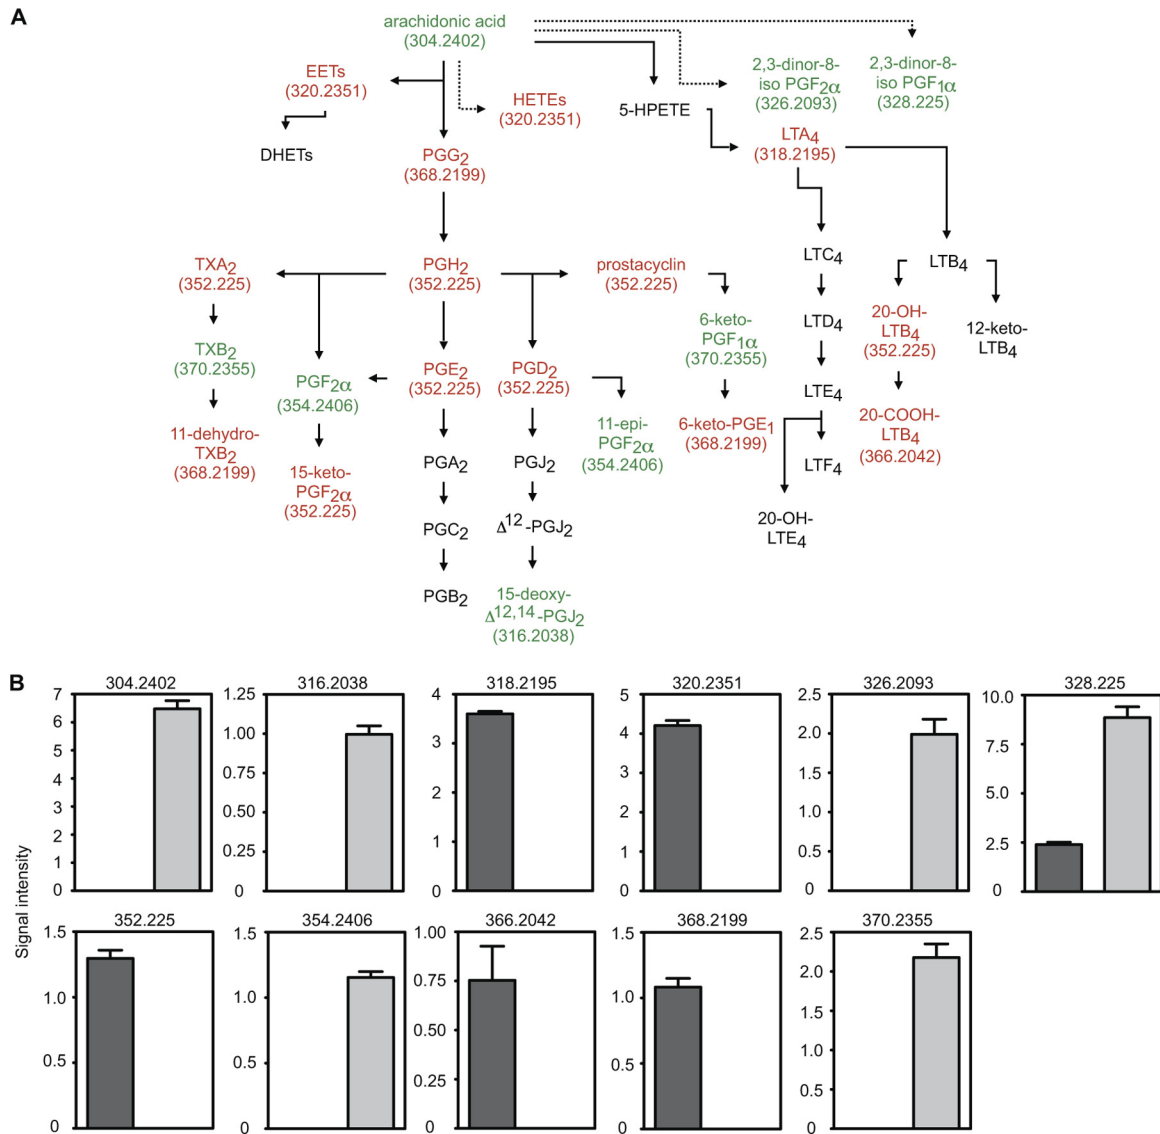 A
arachidonic acid
(304.2402)
EETs
(320.2351)
HETEs
(320.2351)
5-HPETE
2,3-dinor-8-
iso PGF2α
(326.2093)
2,3-dinor-8-
iso PGF1α
(328.225)
DHETs
PGG2
(368.2199)
LTA4
(318.2195)
TXA2
(352.225)
PGH2
(352.225)
prostacyclin
(352.225)
LTC4
LTB4
TXB2
(370.2355)
PGF2α
(354.2406)
PGE2
(352.225)
PGD2
(352.225)
6-keto-
PGF1α
(370.2355)
LTD4
20-OH-
LTB4
(352.225)
12-keto-
LTB4
LTE4
11-dehydro-
TXB2
(368.2199)
15-keto-
PGF2α
(352.225)
PGA2
PGJ2
11-epi-
PGF2α
(354.2406)
6-keto-PGE1
(368.2199)
20-COOH-
LTB4
(366.2042)
LTF4
PGC2
Δ12-PGJ2
20-OH-
LTE4
PGB2
15-deoxy-
Δ12,14-PGJ2
(316.2038)
B
Signal intensity
304.2402
7
6
5
4
3
2
1
0
316.2038
1.25
1.00
0.75
0.50
0.25
0
318.2195
4
3
2
1
0
320.2351
5
4
3
2
1
0
326.2093
2.5
2.0
1.5
1.0
0.5
0
328.225
10.0
7.5
5.0
2.5
0
352.225
1.5
1.0
0.5
0
354.2406
1.5
1.0
0.5
0
366.2042
1.00
0.75
0.50
0.25
0
368.2199
1.5
1.0
0.5
0
370.2355
2.5
2.0
1.5
1.0
0.5
0